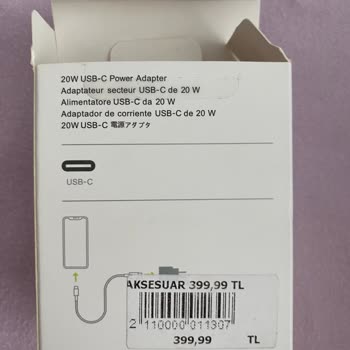 20W USB-C Power Adapter
Adaptateur secteur USB-C de 20 W
Alimentatore USB-C da 20 W
Adaptador de corriente USB-C de 20 W
20W USB-C 電源アダプタ
USB-C
AKSESUAR 399,99 TL
2 110000 011307
399,99 TL